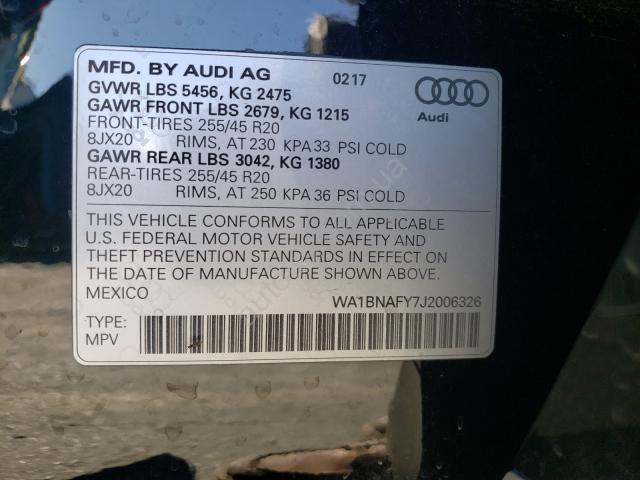 MFD. BY AUDI AG 0217
GVWR LBS 5456, KG 2475
GAWR FRONT LBS 2679, KG 1215
FRONT-TIRES 255/45 R20
8JX20 RIMS, AT 230 KPA 33 PSI COLD
GAWR REAR LBS 3042, KG 1380
REAR-TIRES 255/45 R20
8JX20 RIMS, AT 250 KPA 36 PSI COLD
Audi
THIS VEHICLE CONFORMS TO ALL APPLICABLE
U.S. FEDERAL MOTOR VEHICLE SAFETY AND
THEFT PREVENTION STANDARDS IN EFFECT ON
THE DATE OF MANUFACTURE SHOWN ABOVE.
MEXICO WA1BNAFY7J2006326
TYPE:
MPV